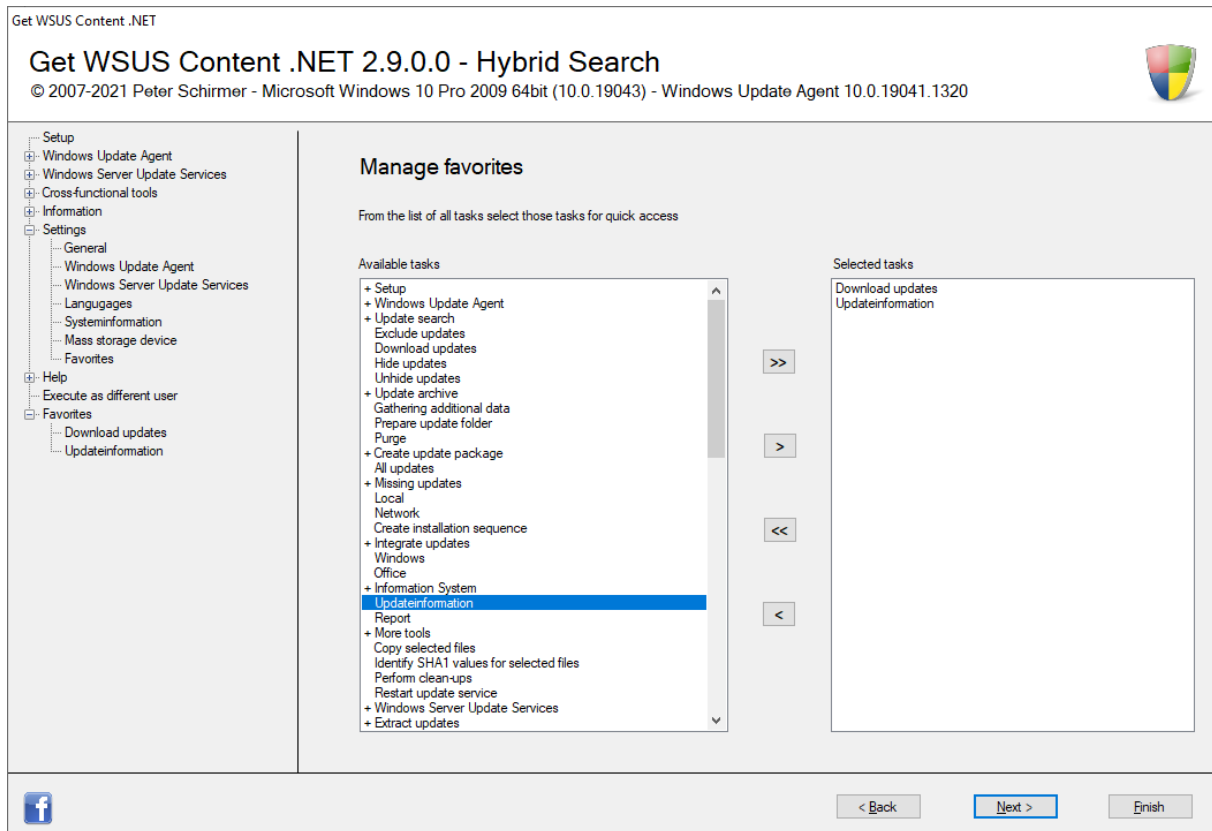 Get WSUS Content .NET
Get WSUS Content .NET 2.9.0.0 - Hybrid Search
© 2007-2021 Peter Schirmer - Microsoft Windows 10 Pro 2009 64bit (10.0.19043) - Windows Update Agent 10.0.19041.1320
Setup
Windows Update Agent
Windows Server Update Services
Cross-functional tools
Information
Settings
General
Windows Update Agent
Windows Server Update Services
Langugages
Systeminformation
Mass storage device
Favorites
Help
Execute as different user
Favorites
Download updates
Updateinformation
Manage favorites
From the list of all tasks select those tasks for quick access
Available tasks
+ Setup
+ Windows Update Agent
+ Update search
Exclude updates
Download updates
Hide updates
Unhide updates
+ Update archive
Gathering additional data
Prepare update folder
Purge
+ Create update package
All updates
+ Missing updates
Local
Network
Create installation sequence
+ Integrate updates
Windows
Office
+ Information System
Updateinformation
Report
+ More tools
Copy selected files
Identify SHA1 values for selected files
Perform clean-ups
Restart update service
+ Windows Server Update Services
+ Extract updates
>>
>
<<
<
Selected tasks
Download updates
Updateinformation
f
< Back
Next >
Finish